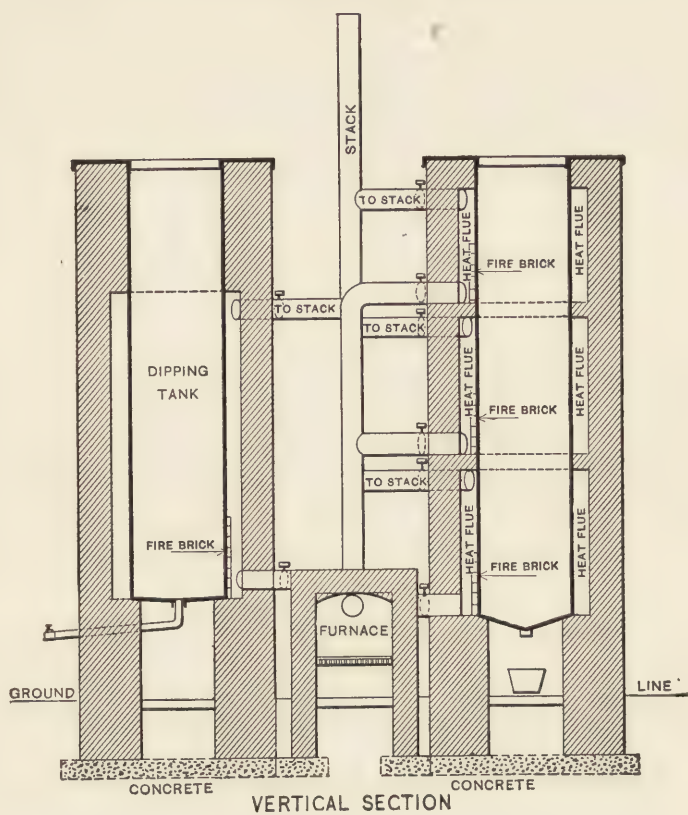 STACK
TO STACK
HEAT FLUE
HEAT FLUE
FIRE BRICK
TO STACK
TO STACK
DIPPING
TANK
HEAT FLUE
HEAT FLUE
FIRE BRICK
TO STACK
HEAT FLUE
HEAT FLUE
FIRE BRICK
FIRE BRICK
FURNACE
GROUND
LINE
CONCRETE
CONCRETE
VERTICAL SECTION